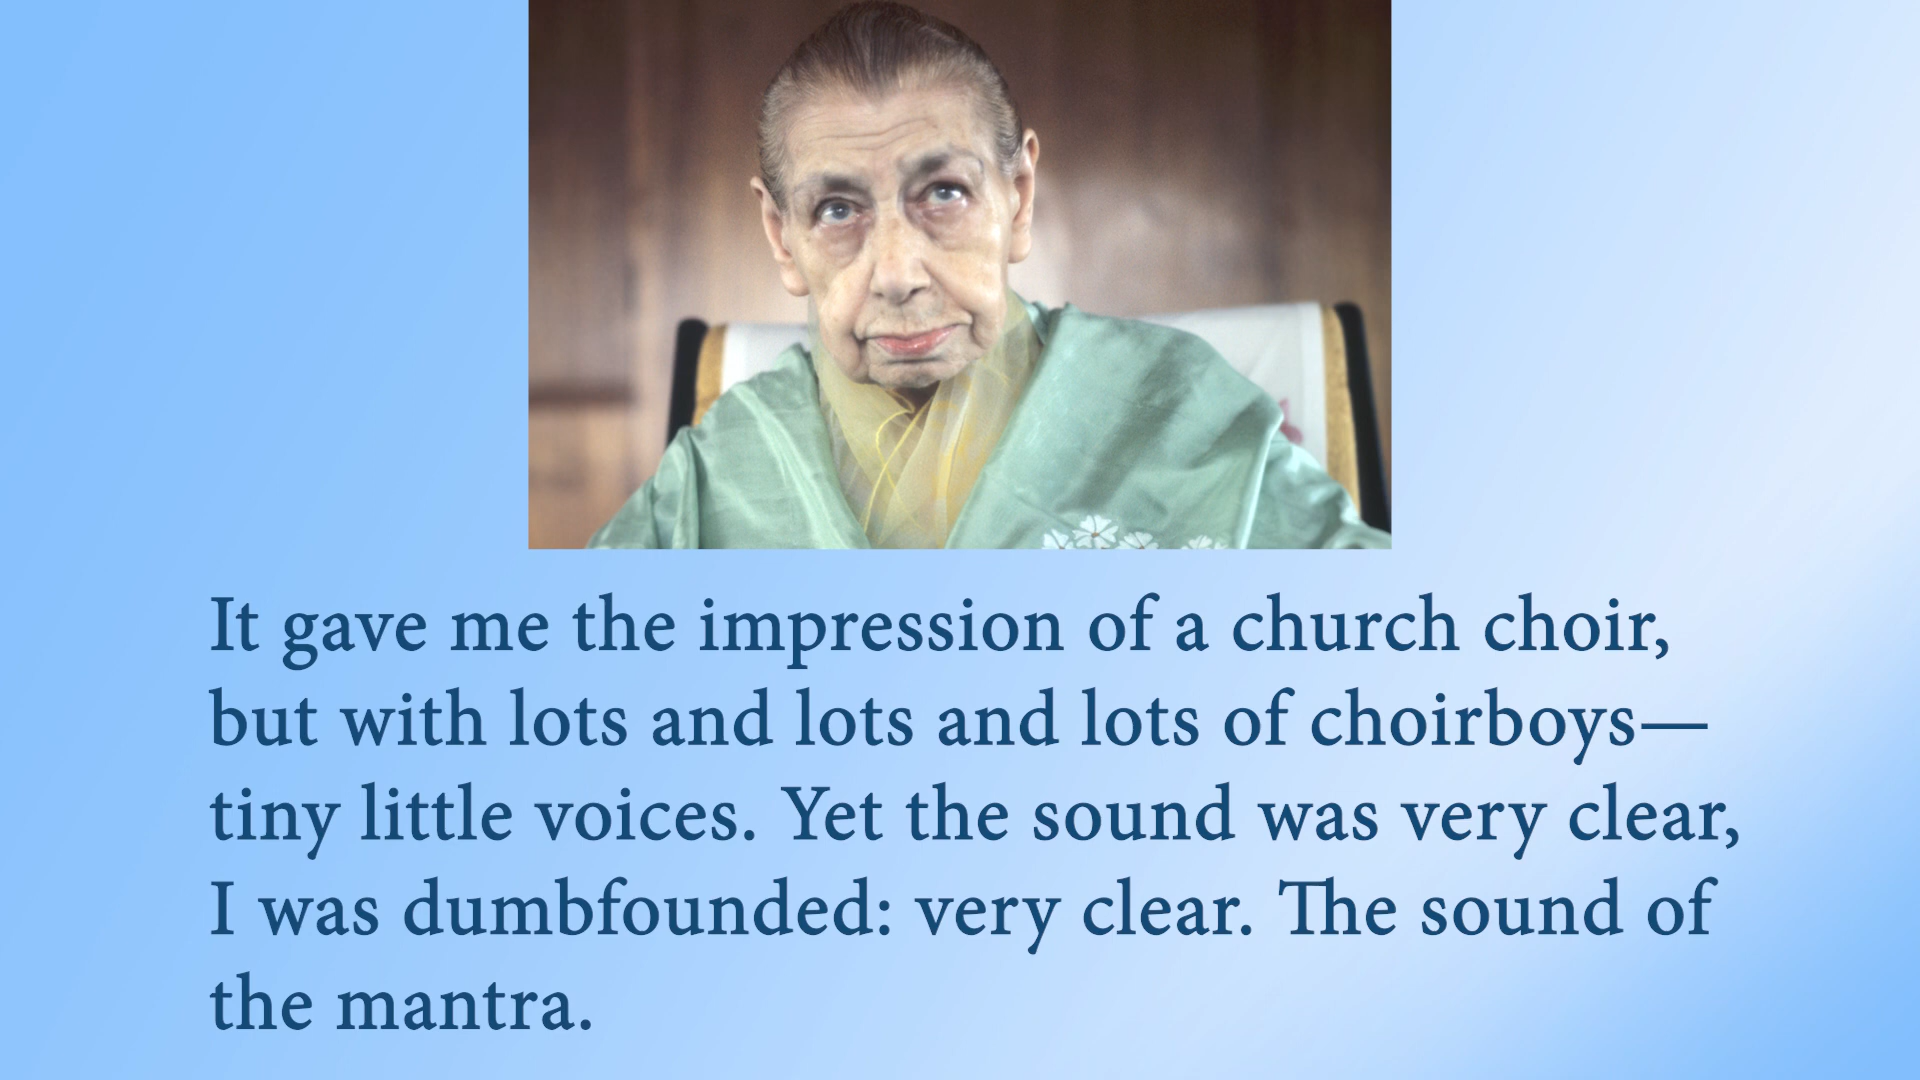 It gave me the impression of a church choir,
but with lots and lots and lots of choirboys—
tiny little voices. Yet the sound was very clear,
I was dumbfounded: very clear. The sound of
the mantra.